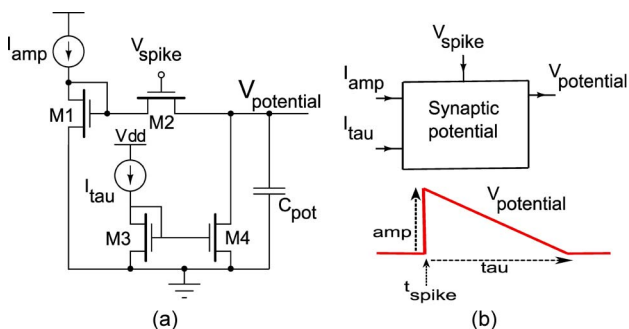 I_amp
V_spike
V_potential
M1
M2
Vdd
I_tau
C_pot
M3
M4
(a)
V_spike
I_amp
V_potential
Synaptic
potential
I_tau
V_potential
amp
tau
t_spike
(b)